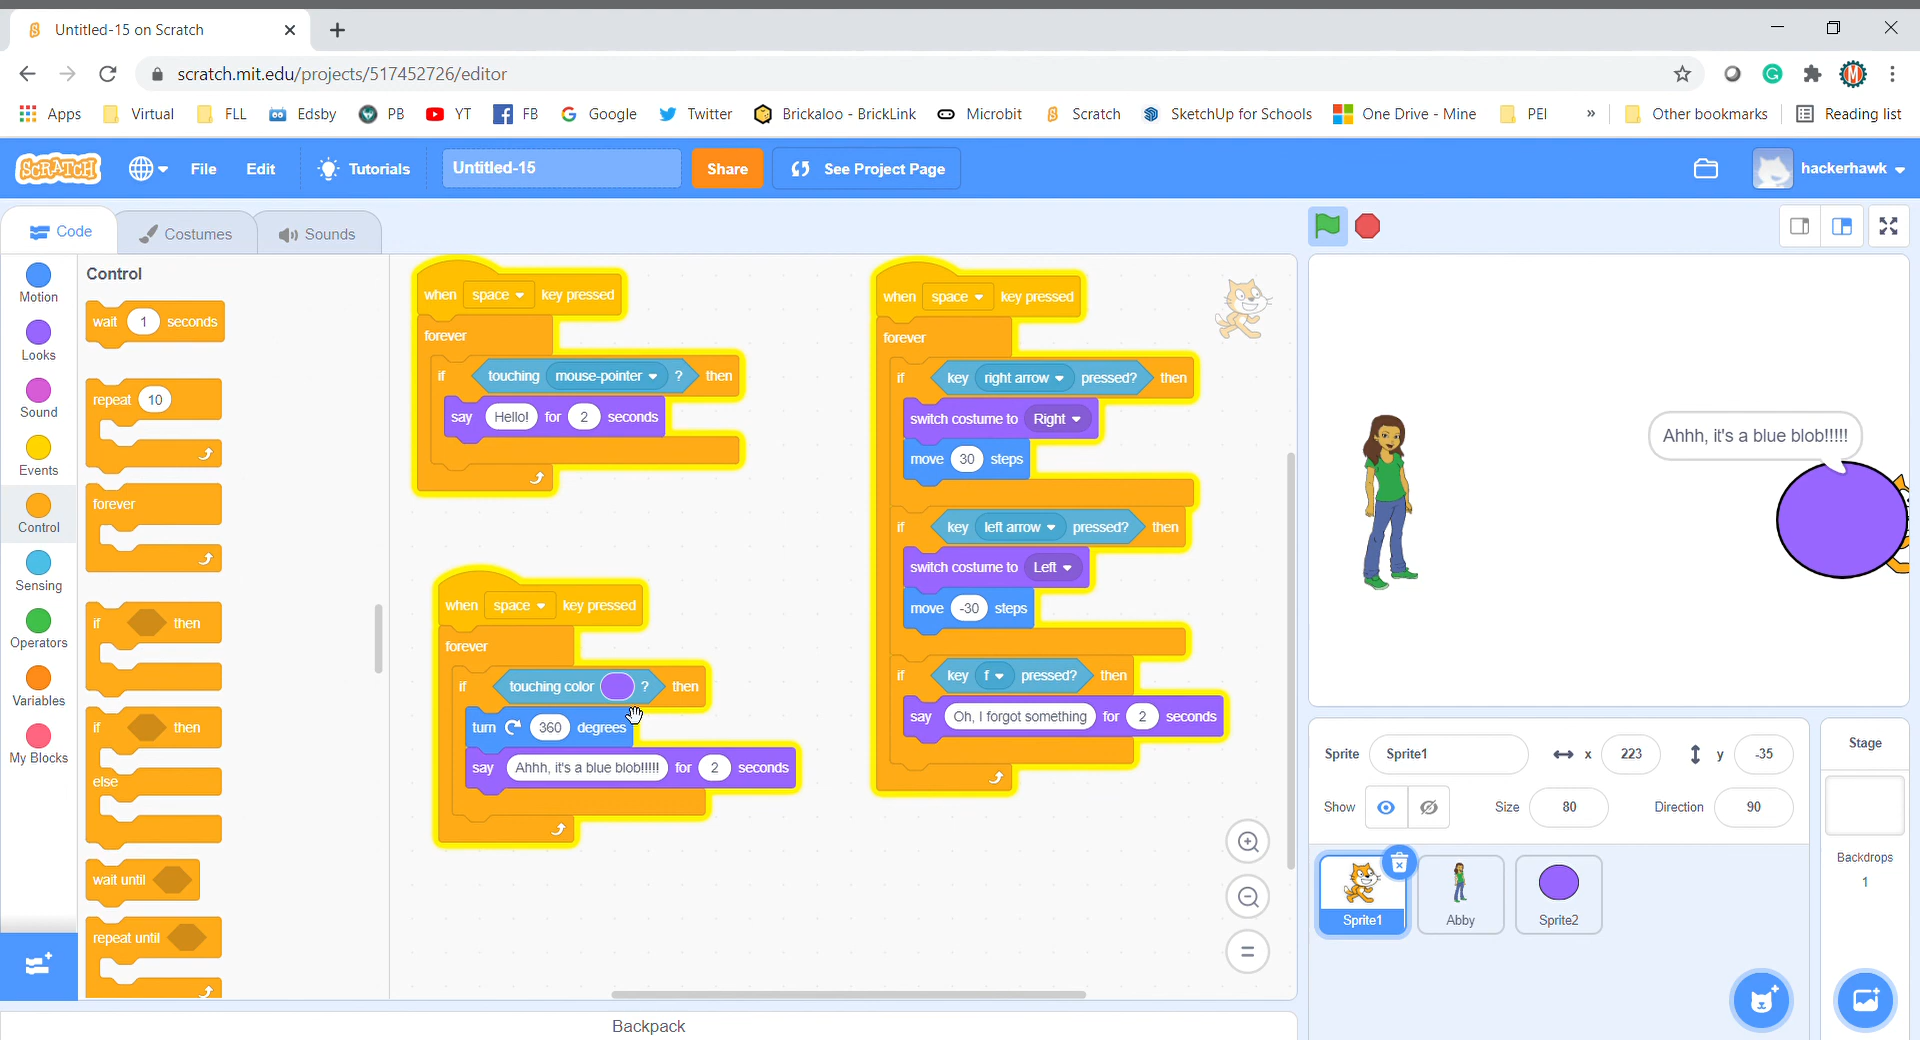 Untitled-15 on Scratch
scratch.mit.edu/projects/517452726/editor
Apps Virtual FLL Edsby PB YT FB Google Twitter Brickaloo - BrickLink Microbit Scratch SketchUp for Schools One Drive - Mine PEI » Other bookmarks Reading list
SCRATCH File Edit Tutorials Untitled-15 Share See Project Page hackerhawk
Code Costumes Sounds
Motion
Looks
Sound
Events
Control
Sensing
Operators
Variables
My Blocks
Control
wait 1 seconds
repeat 10
forever
if then
if then
else
wait until
repeat until
when space key pressed
forever
if touching mouse-pointer ? then
say Hello! for 2 seconds
when space key pressed
forever
if touching color ? then
turn 360 degrees
say Ahhh, it's a blue blob!!!!! for 2 seconds
when space key pressed
forever
if key right arrow pressed? then
switch costume to Right
move 30 steps
if key left arrow pressed? then
switch costume to Left
move -30 steps
if key f pressed? then
say Oh, I forgot something for 2 seconds
Ahhh, it's a blue blob!!!!!
Sprite Sprite1 x 223 y -35
Show Size 80 Direction 90
Sprite1 Abby Sprite2
Stage
Backdrops
1
Backpack